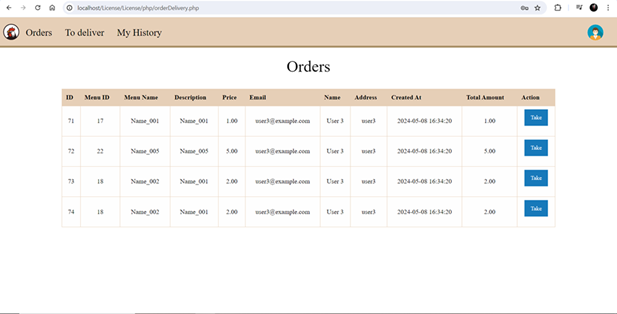 localhost/License/License/php/orderDelivery.php
Orders To deliver My History
Orders
ID Menu ID Menu Name Description Price Email Name Address Created At Total Amount Action
71 17 Name_001 Name_001 1.00 user3@example.com User 3 user3 2024-05-08 16:34:20 1.00 Take
72 22 Name_005 Name_005 5.00 user3@example.com User 3 user3 2024-05-08 16:34:20 5.00 Take
73 18 Name_002 Name_001 2.00 user3@example.com User 3 user3 2024-05-08 16:34:20 2.00 Take
74 18 Name_002 Name_001 2.00 user3@example.com User 3 user3 2024-05-08 16:34:20 2.00 Take